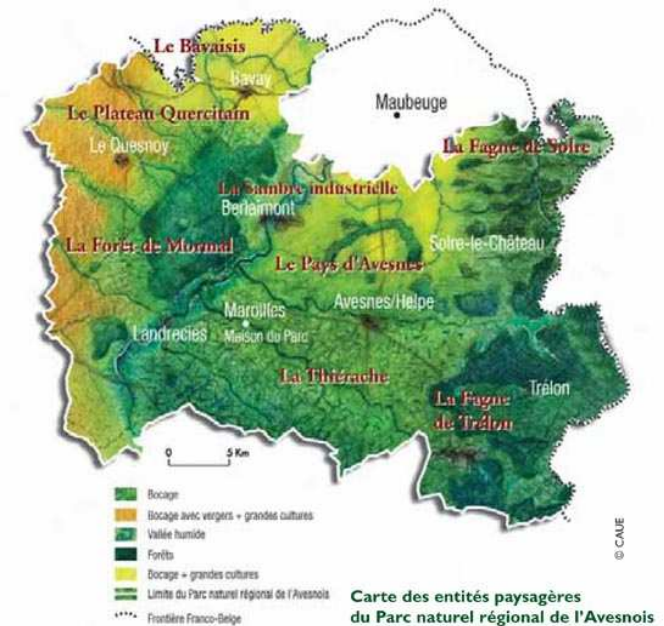 Le Bavaisis
Bavay
Maubeuge
Le Plateau Quercitain
Le Quesnoy
La Fagne de Solre
La Sambre industrielle
Berlaimont
La Forêt de Mormal
Solre-le-Château
Le Pays d'Avesnes
Maroilles
Avesnes/Helpe
Landrecies
Maison du Parc
La Thiérache
Trélon
La Fagne
de Trélon
0 5 Km
Bocage
Bocage avec vergers + grandes cultures
Vallée humide
Forêts
Bocage + grandes cultures
Limite du Parc naturel régional de l'Avesnois
Frontière Franco-Belge
© CAUE
Carte des entités paysagères
du Parc naturel régional de l'Avesnois